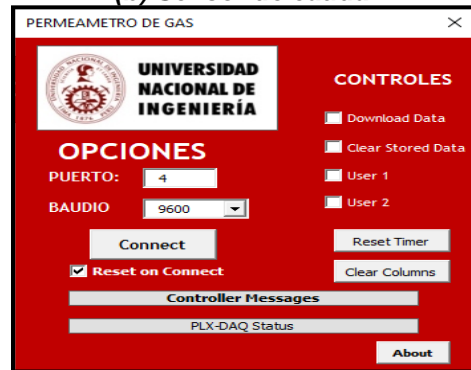 PERMEAMETRO DE GAS
UNIVERSIDAD
NACIONAL DE
INGENIERÍA
OPCIONES
PUERTO: 4
BAUDIO 9600
Connect
Reset on Connect
CONTROLES
Download Data
Clear Stored Data
User 1
User 2
Reset Timer
Clear Columns
Controller Messages
PLX-DAQ Status
About